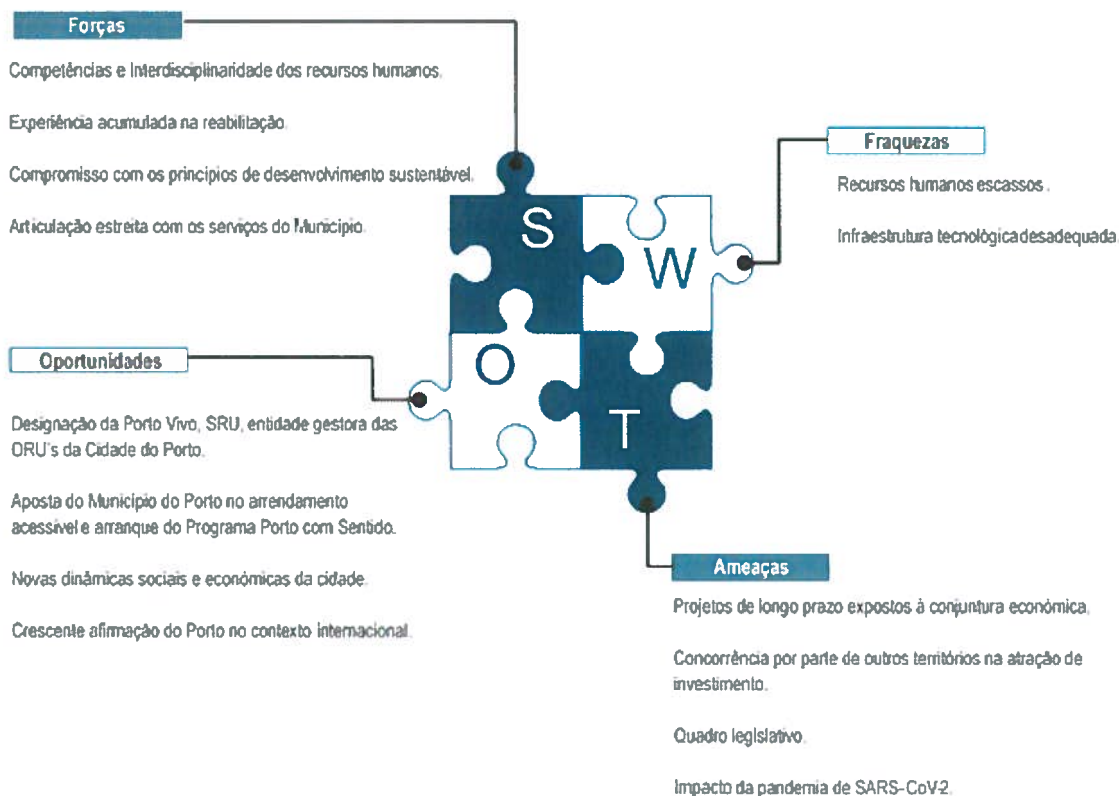 Forças
Competências e Interdisciplinaridade dos recursos humanos.
Experiência acumulada na reabilitação.
Compromisso com os princípios de desenvolvimento sustentável.
Articulação estreita com os serviços do Município.
Fraquezas
Recursos humanos escassos.
Infraestrutura tecnológica desadequada.
S
W
O
T
Oportunidades
Designação da Porto Vivo, SRU, entidade gestora das
ORU's da Cidade do Porto.
Aposta do Município do Porto no arrendamento
acessível e arranque do Programa Porto com Sentido.
Novas dinâmicas sociais e económicas da cidade.
Crescente afirmação do Porto no contexto internacional.
Ameaças
Projetos de longo prazo expostos à conjuntura económica.
Concorrência por parte de outros territórios na atração de
investimento.
Quadro legislativo.
Impacto da pandemia de SARS-CoV-2.